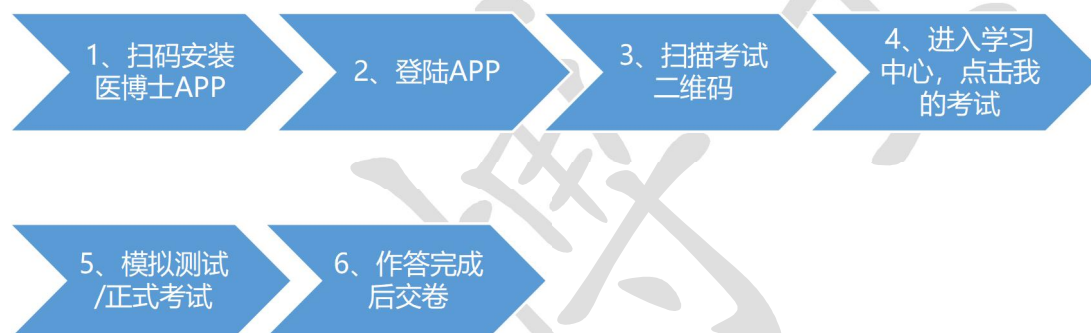 1、扫码安装
医博士APP
2、登陆APP
3、扫描考试
二维码
4、进入学习
中心，点击我
的考试
5、模拟测试
/正式考试
6、作答完成
后交卷